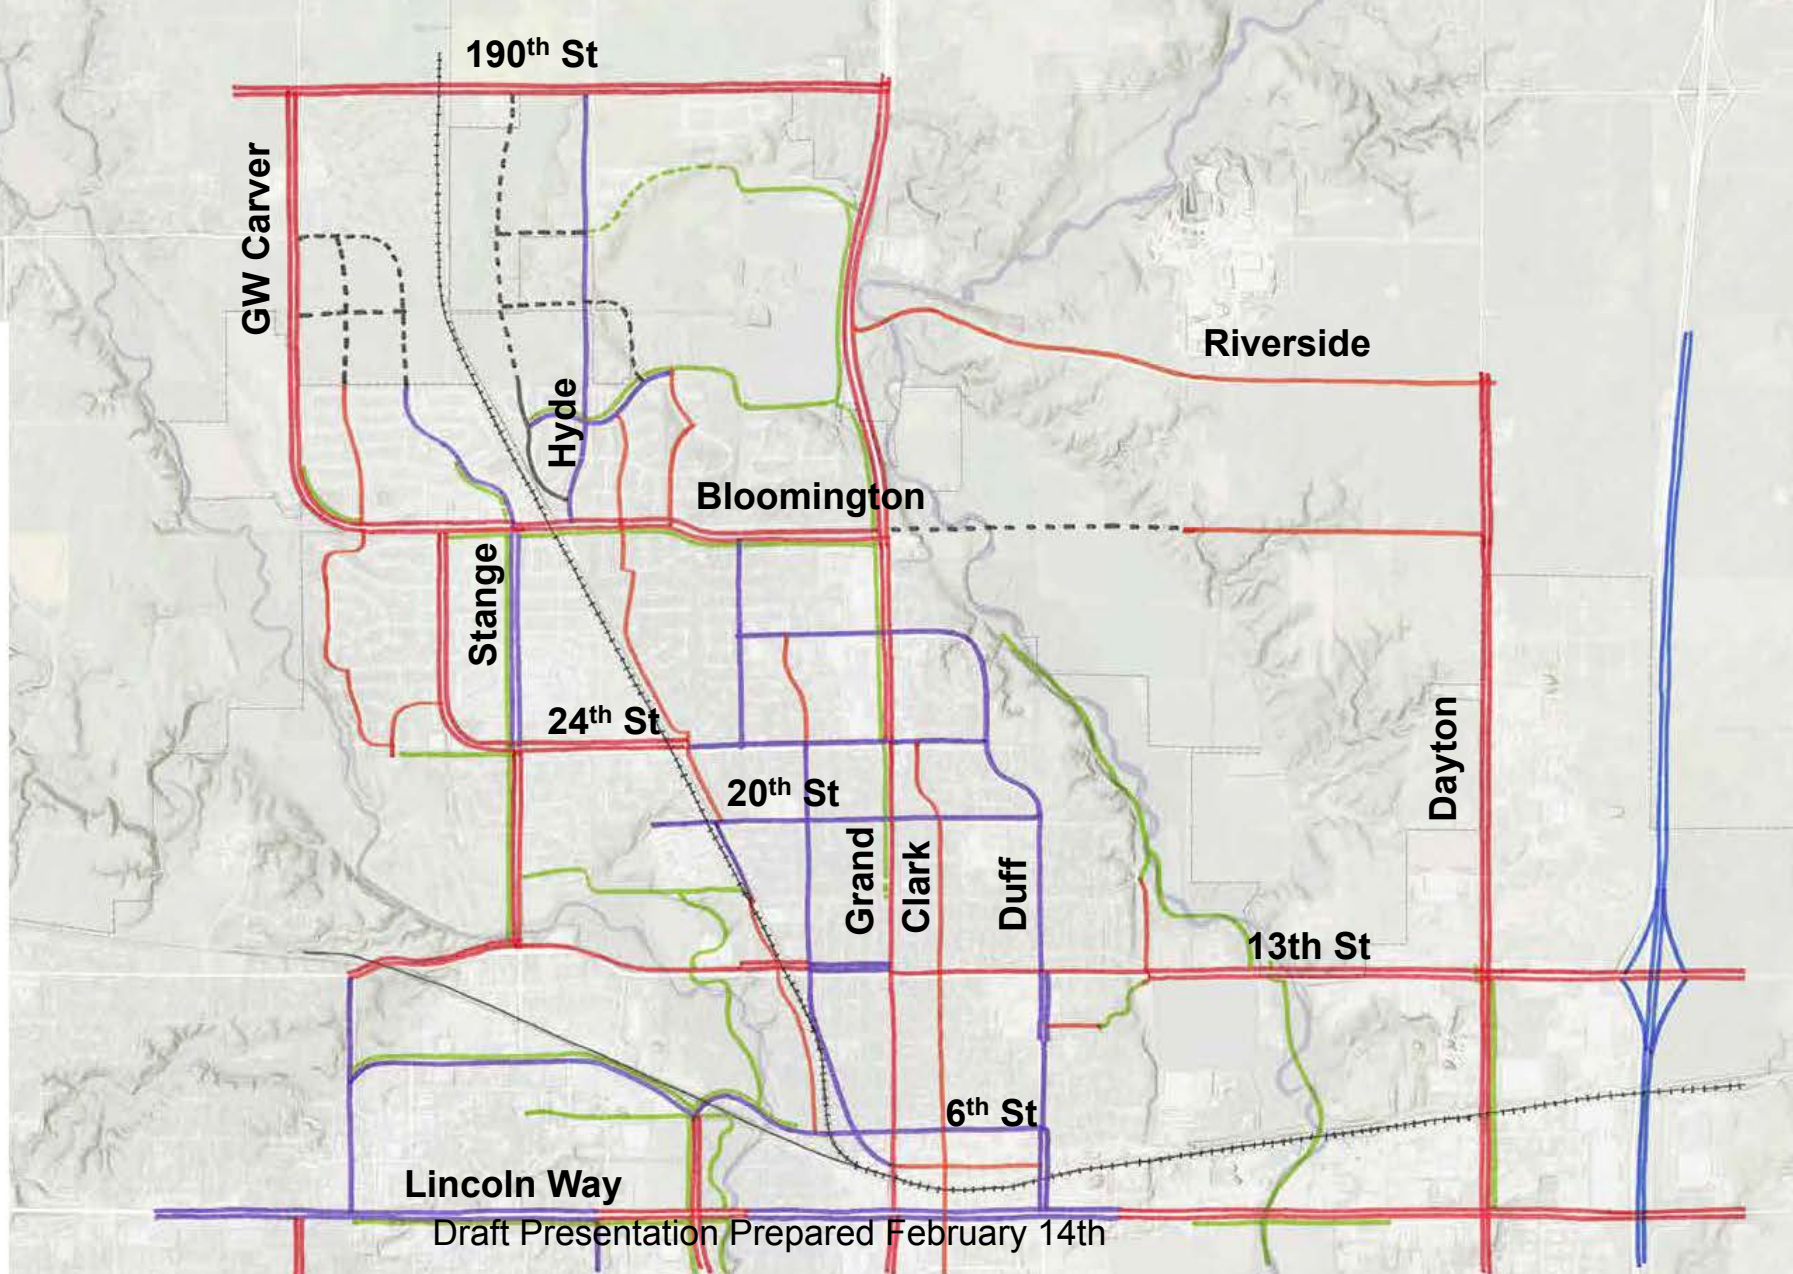 190th St
GW Carver
Riverside
Hyde
Bloomington
Stange
24th St
Dayton
20th St
Grand
Clark
Duff
13th St
6th St
Lincoln Way
Draft Presentation Prepared February 14th